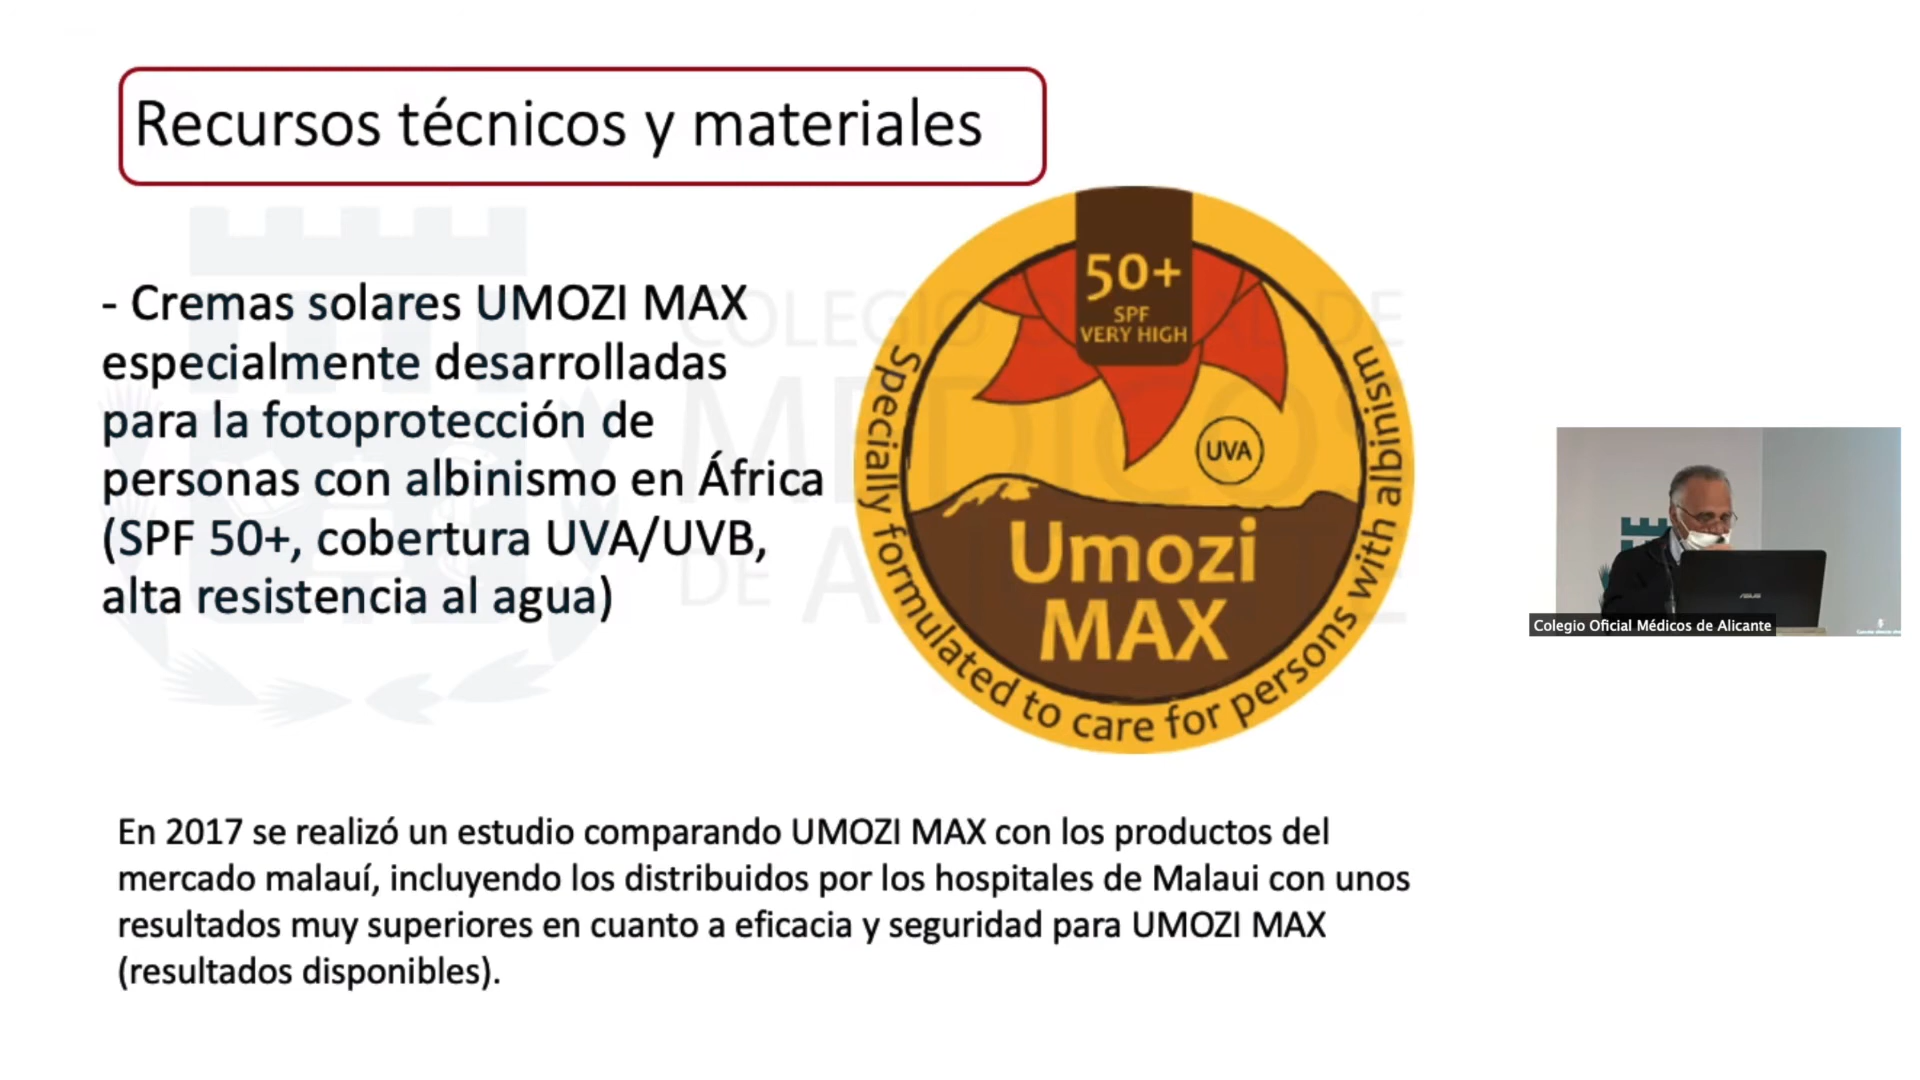 Recursos técnicos y materiales
- Cremas solares UMOZI MAX
especialmente desarrolladas
para la fotoprotección de
personas con albinismo en África
(SPF 50+, cobertura UVA/UVB,
alta resistencia al agua)
50+
SPF
VERY HIGH
UVA
Umozi
MAX
Specially formulated to care for persons with albinism
COLEGIO OFICIAL DE
MÉDICOS
DE ALICANTE
ASUS
Colegio Oficial Médicos de Alicante
En 2017 se realizó un estudio comparando UMOZI MAX con los productos del
mercado malauí, incluyendo los distribuidos por los hospitales de Malaui con unos
resultados muy superiores en cuanto a eficacia y seguridad para UMOZI MAX
(resultados disponibles).